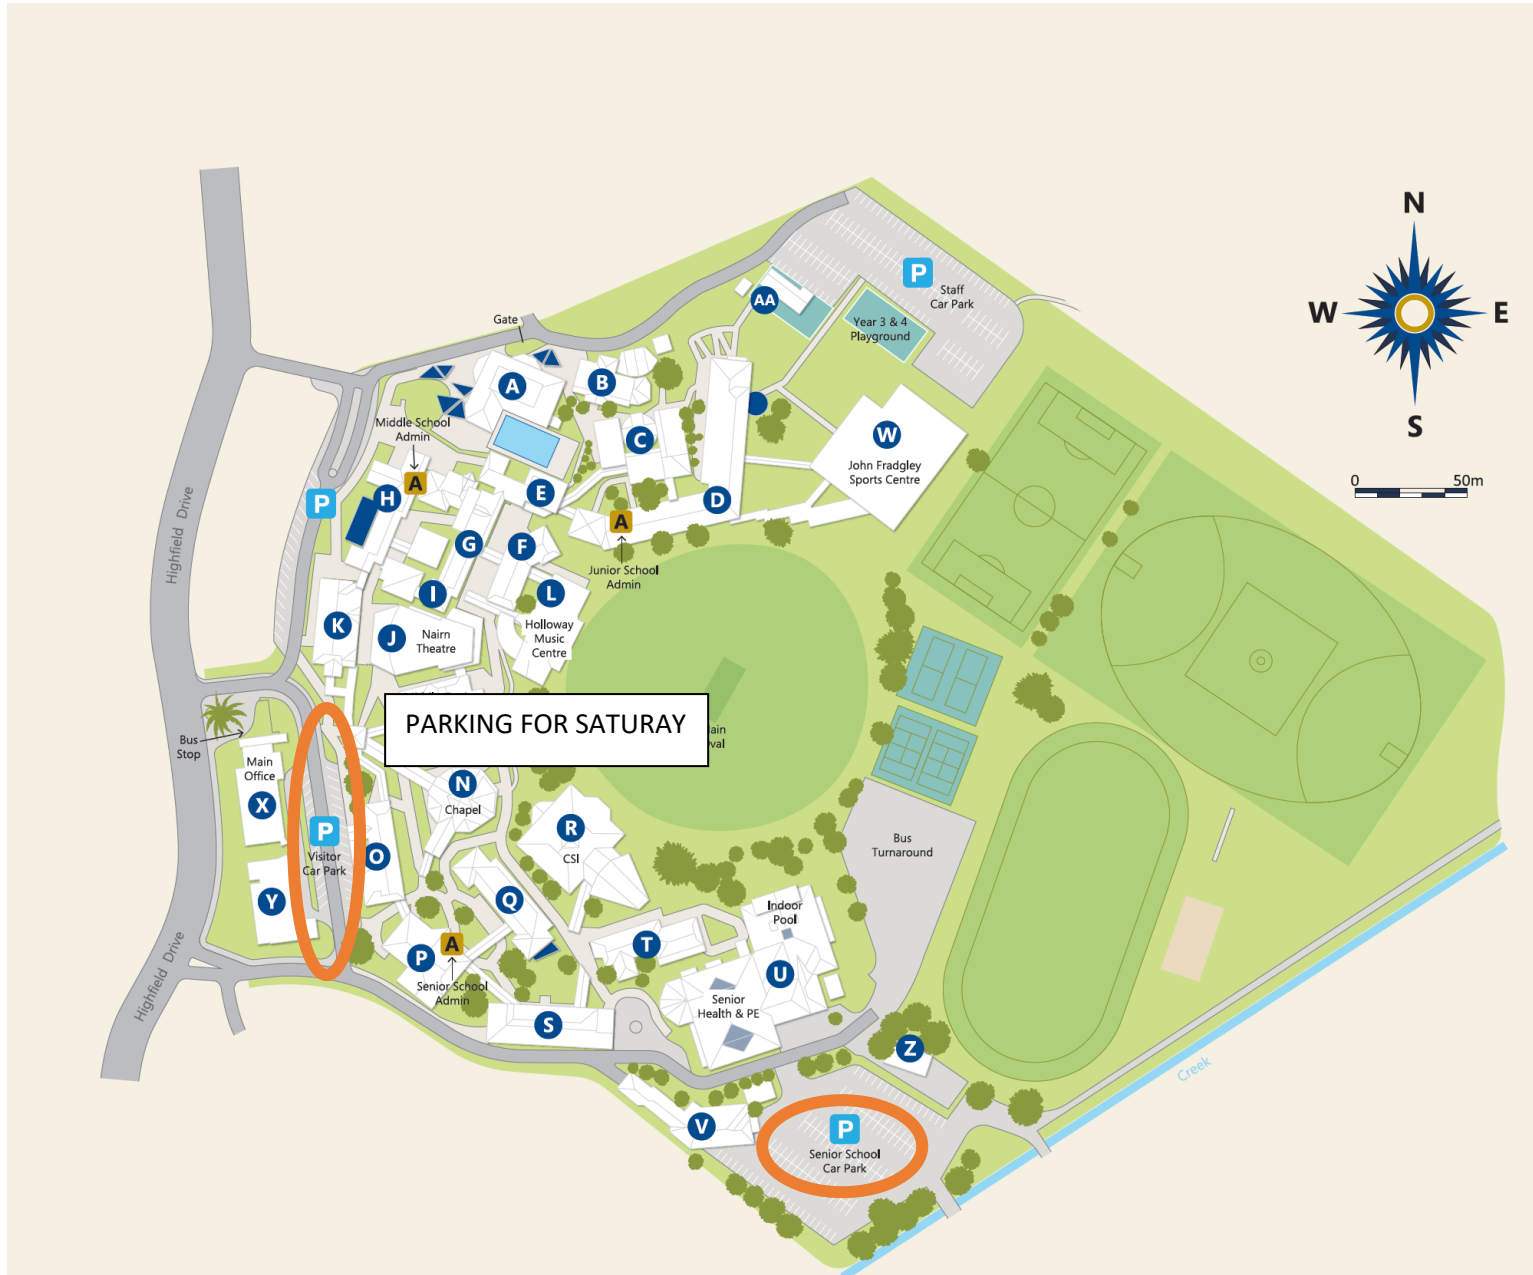 N
W
E
S
0
50m
P
Staff
Car Park
AA
Year 3 & 4
Playground
Gate
A
B
Middle School
Admin
A
C
W
John Fradgley
Sports Centre
H
E
D
P
A
Junior School
Admin
G
F
I
L
Holloway
Music
Centre
K
J
Nairn
Theatre
Highfield Drive
PARKING FOR SATURAY
Bus
Stop
Main
Office
X
N
Chapel
P
Visitor
Car Park
O
R
CSI
Bus
Turnaround
Y
Q
Indoor
Pool
P
A
Senior School
Admin
T
U
Senior
Health & PE
Highfield Drive
S
Z
Creek
V
P
Senior School
Car Park